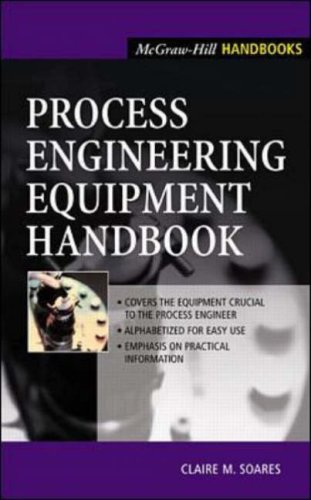 McGraw-Hill HANDBOOKS
PROCESS
ENGINEERING
EQUIPMENT
HANDBOOK
• COVERS THE EQUIPMENT CRUCIAL
TO THE PROCESS ENGINEER
• ALPHABETIZED FOR EASY USE
• EMPHASIS ON PRACTICAL
INFORMATION
CLAIRE M. SOARES